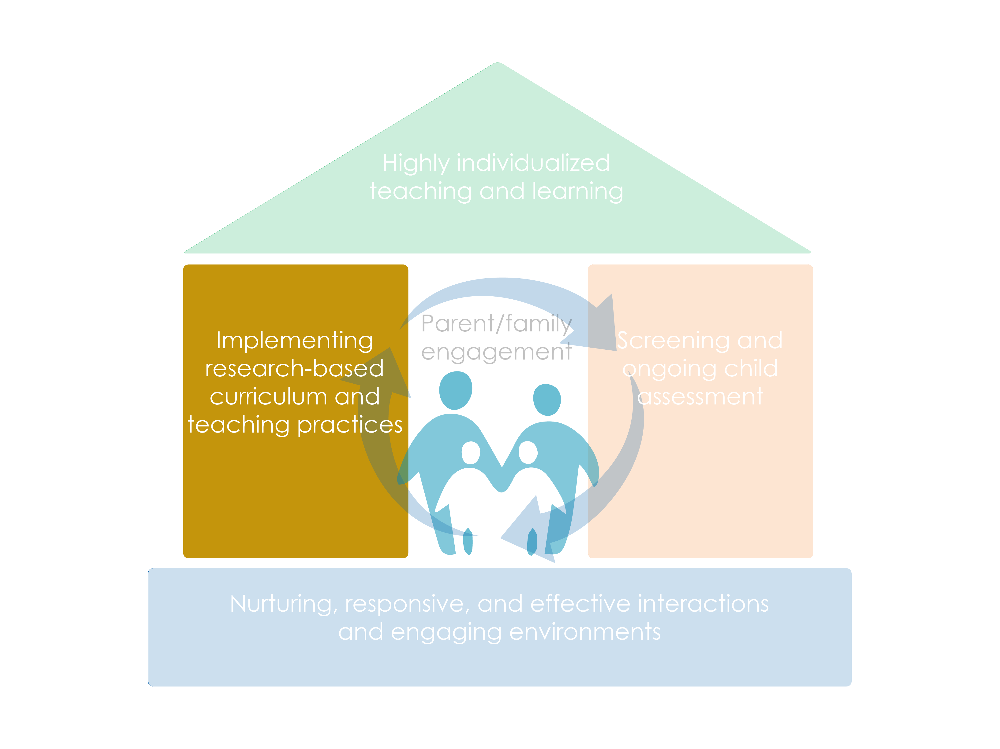 Highly individualized
teaching and learning
Implementing
research-based
curriculum and
teaching practices
Parent/family
engagement
Screening and
ongoing child
assessment
Nurturing, responsive, and effective interactions
and engaging environments